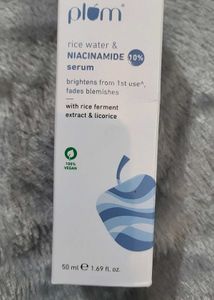 plum
rice water &
NIACINAMIDE 10%
serum
brightens from 1st use^,
fades blemishes
with rice ferment
extract & licorice
100%
VEGAN
50 ml ℮ 1.69 fl. oz.